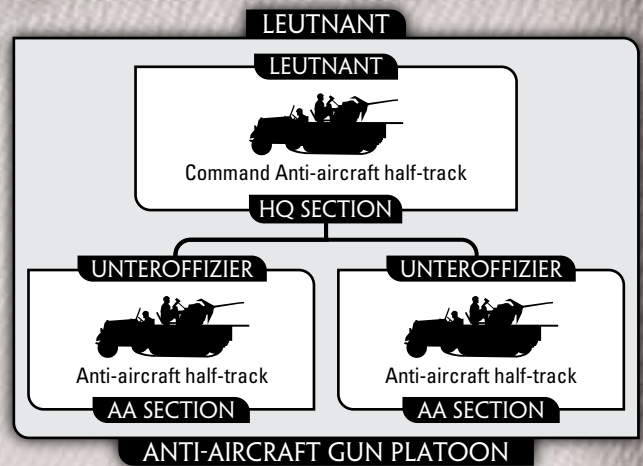 LEUTNANT
LEUTNANT
Command Anti-aircraft half-track
HQ SECTION
UNTEROFFIZIER
Anti-aircraft half-track
AA SECTION
UNTEROFFIZIER
Anti-aircraft half-track
AA SECTION
ANTI-AIRCRAFT GUN PLATOON